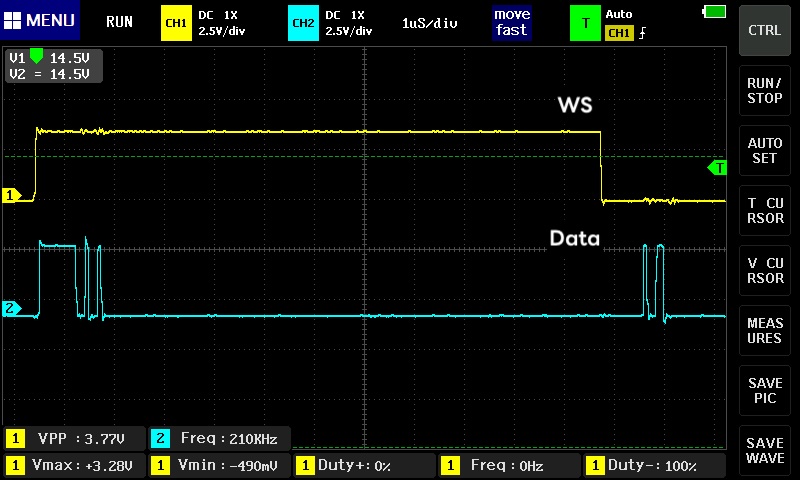 MENU RUN CH1 DC 1X 2.5V/div CH2 DC 1X 2.5V/div 1uS/div move fast T Auto CH1
V1 14.5V
V2 = 14.5V
WS
T
1
Data
2
1 VPP : 3.77V 2 Freq : 210KHz
1 Vmax : +3.28V 1 Vmin : -490mV 1 Duty+ : 0% 1 Freq : 0Hz 1 Duty- : 100%
CTRL
RUN/
STOP
AUTO
SET
T CU
RSOR
V CU
RSOR
MEAS
URES
SAVE
PIC
SAVE
WAVE